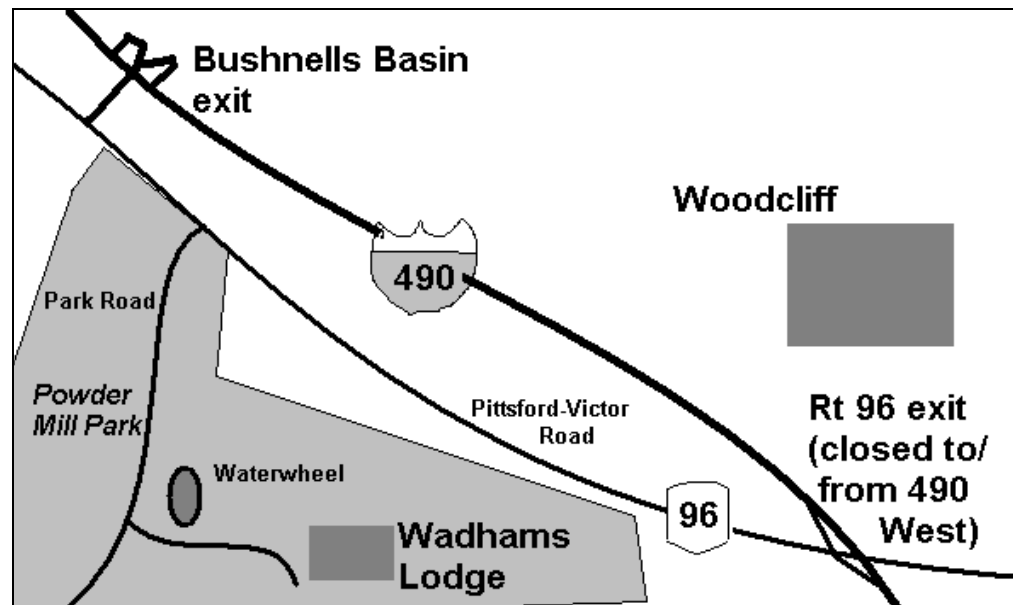 Bushnells Basin
exit
Woodcliff
490
Park Road
Powder
Mill Park
Pittsford-Victor
Road
Rt 96 exit
(closed to/
from 490
West)
Waterwheel
96
Wadhams
Lodge